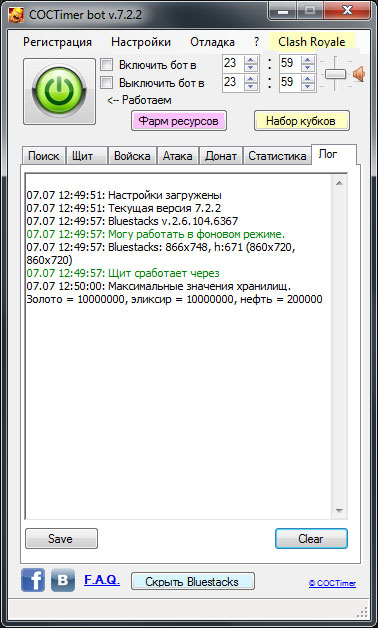 COCTimer bot v.7.2.2
Регистрация Настройки Отладка ? Clash Royale
Включить бот в 23 : 59
Выключить бот в 23 : 59
<-- Работаем
Фарм ресурсов Набор кубков
Поиск Щит Войска Атака Донат Статистика Лог
07.07 12:49:51: Настройки загружены
07.07 12:49:51: Текущая версия 7.2.2
07.07 12:49:57: Bluestacks v.2.6.104.6367
07.07 12:49:57: Могу работать в фоновом режиме.
07.07 12:49:57: Bluestacks: 866x748, h:671 (860x720,
860x720)
07.07 12:49:57: Щит сработает через
07.07 12:50:00: Максимальные значения хранилищ.
Золото = 10000000, эликсир = 10000000, нефть = 200000
Save Clear
f B F.A.Q. Скрыть Bluestacks © COCTimer